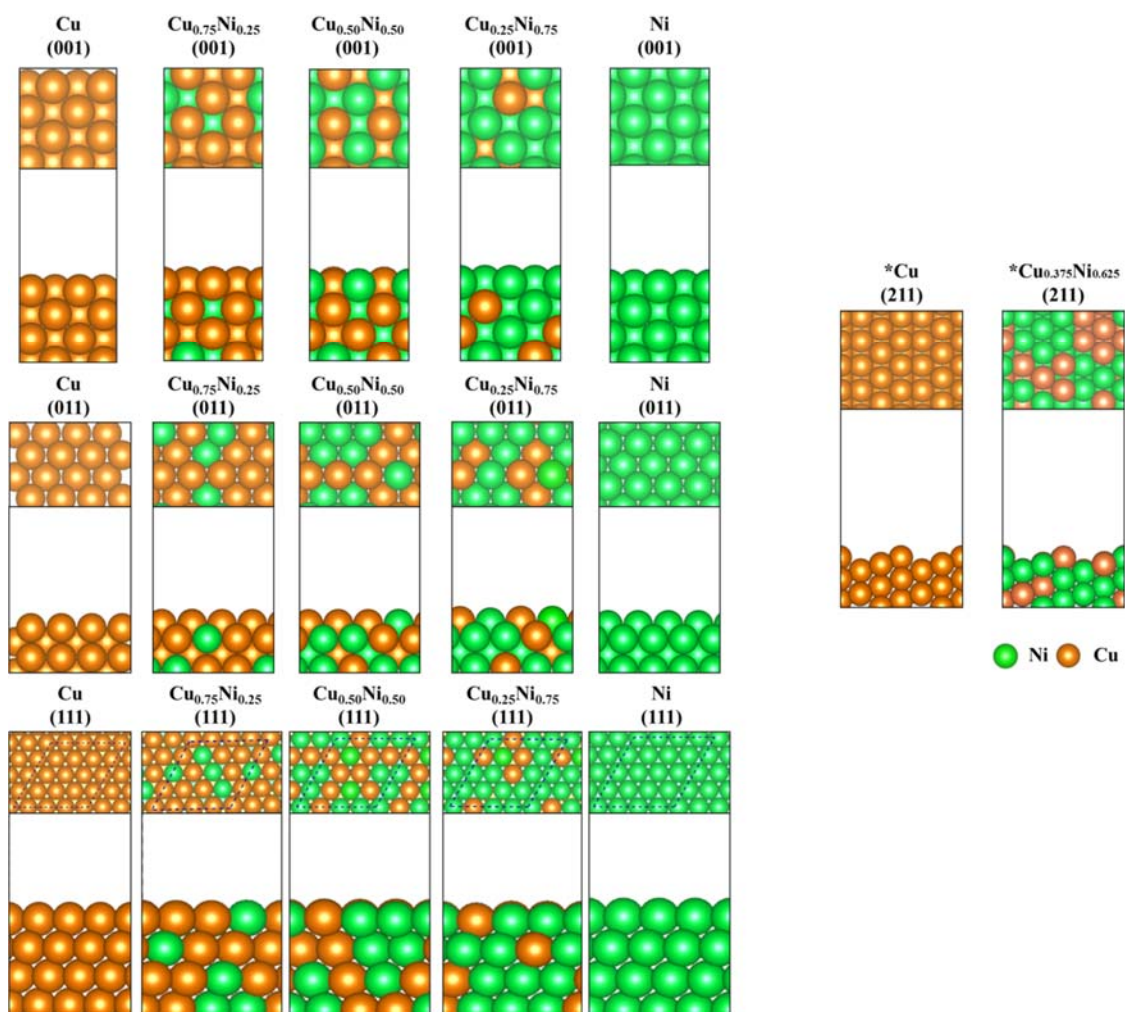 Cu
(001)
Cu₀.₇₅Ni₀.₂₅
(001)
Cu₀.₅₀Ni₀.₅₀
(001)
Cu₀.₂₅Ni₀.₇₅
(001)
Ni
(001)
*Cu
(211)
*Cu₀.₃₇₅Ni₀.₆₂₅
(211)
Cu
(011)
Cu₀.₇₅Ni₀.₂₅
(011)
Cu₀.₅₀Ni₀.₅₀
(011)
Cu₀.₂₅Ni₀.₇₅
(011)
Ni
(011)
Ni
Cu
Cu
(111)
Cu₀.₇₅Ni₀.₂₅
(111)
Cu₀.₅₀Ni₀.₅₀
(111)
Cu₀.₂₅Ni₀.₇₅
(111)
Ni
(111)